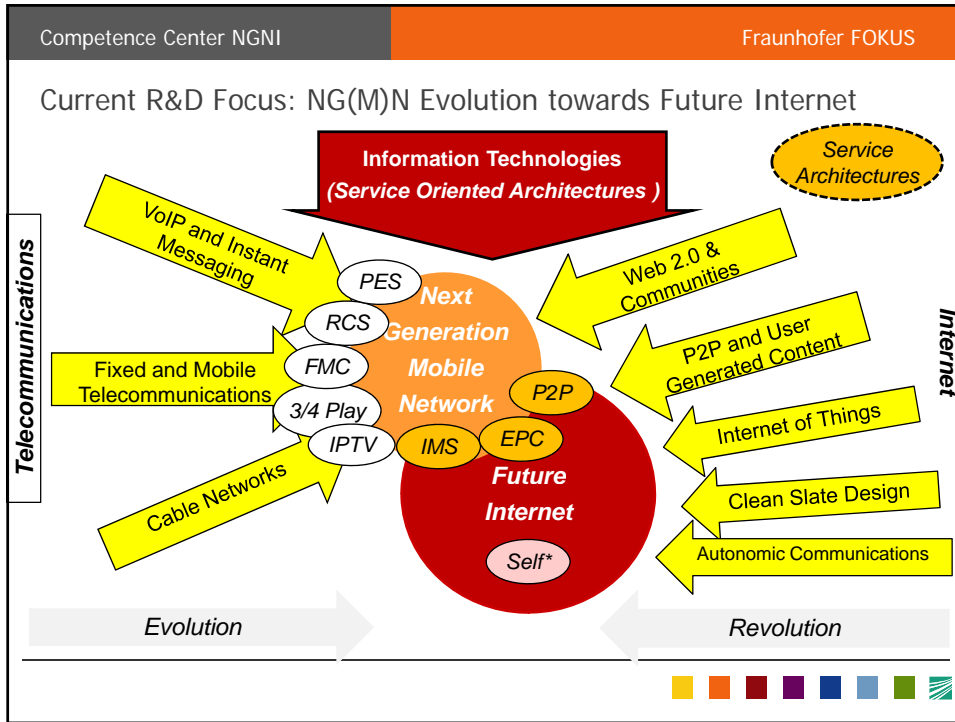 Competence Center NGNI
Fraunhofer FOKUS
Current R&D Focus: NG(M)N Evolution towards Future Internet
Information Technologies
(Service Oriented Architectures )
Service
Architectures
Telecommunications
VoIP and Instant
Messaging
Fixed and Mobile
Telecommunications
Cable Networks
PES
RCS
FMC
3/4 Play
IPTV
IMS
EPC
P2P
Next
Generation
Mobile
Network
Future
Internet
Self*
Web 2.0 &
Communities
P2P and User
Generated Content
Internet of Things
Clean Slate Design
Autonomic Communications
Internet
Evolution
Revolution